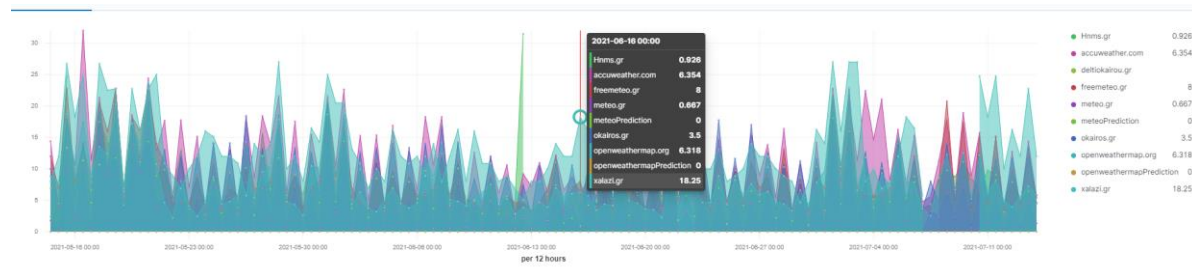 30
25
20
15
10
5
0
2021-05-16 00:00
2021-05-23 00:00
2021-05-30 00:00
2021-06-06 00:00
2021-06-13 00:00
2021-06-20 00:00
2021-06-27 00:00
2021-07-04 00:00
2021-07-11 00:00
per 12 hours
2021-06-16 00:00
Hnms.gr 0.926
accuweather.com 6.354
freemeteo.gr 8
meteo.gr 0.667
meteoPrediction 0
okairos.gr 3.5
openweathermap.org 6.318
openweathermapPrediction 0
xalazi.gr 18.25
Hnms.gr 0.926
accuweather.com 6.354
deltiokairou.gr
freemeteo.gr 8
meteo.gr 0.667
meteoPrediction 0
okairos.gr 3.5
openweathermap.org 6.318
openweathermapPrediction 0
xalazi.gr 18.25